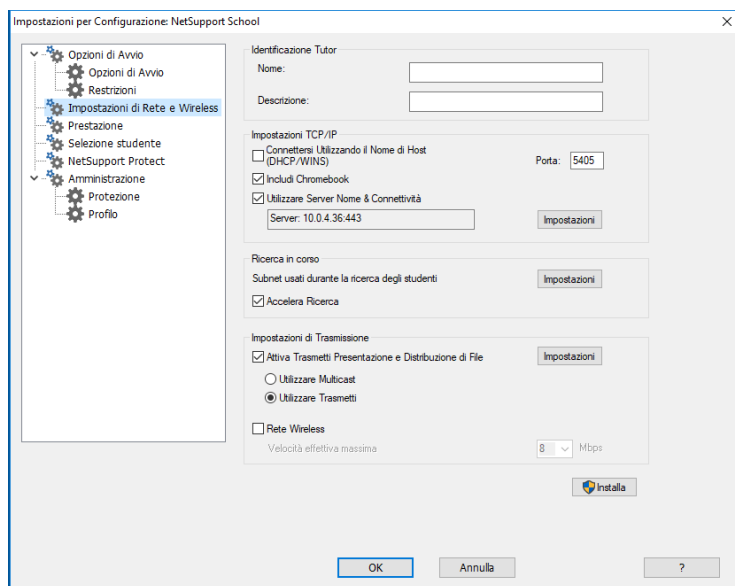 Impostazioni per Configurazione: NetSupport School
Opzioni di Avvio
Opzioni di Avvio
Restrizioni
Impostazioni di Rete e Wireless
Prestazione
Selezione studente
NetSupport Protect
Amministrazione
Protezione
Profilo
Identificazione Tutor
Nome:
Descrizione:
Impostazioni TCP/IP
Connettersi Utilizzando il Nome di Host
(DHCP/WINS)
Porta: 5405
Includi Chromebook
Utilizzare Server Nome & Connettività
Server: 10.0.4.36:443
Impostazioni
Ricerca in corso
Subnet usati durante la ricerca degli studenti
Impostazioni
Accelera Ricerca
Impostazioni di Trasmissione
Attiva Trasmetti Presentazione e Distribuzione di File
Impostazioni
Utilizzare Multicast
Utilizzare Trasmetti
Rete Wireless
Velocità effettiva massima
8 Mbps
Installa
OK
Annulla
?